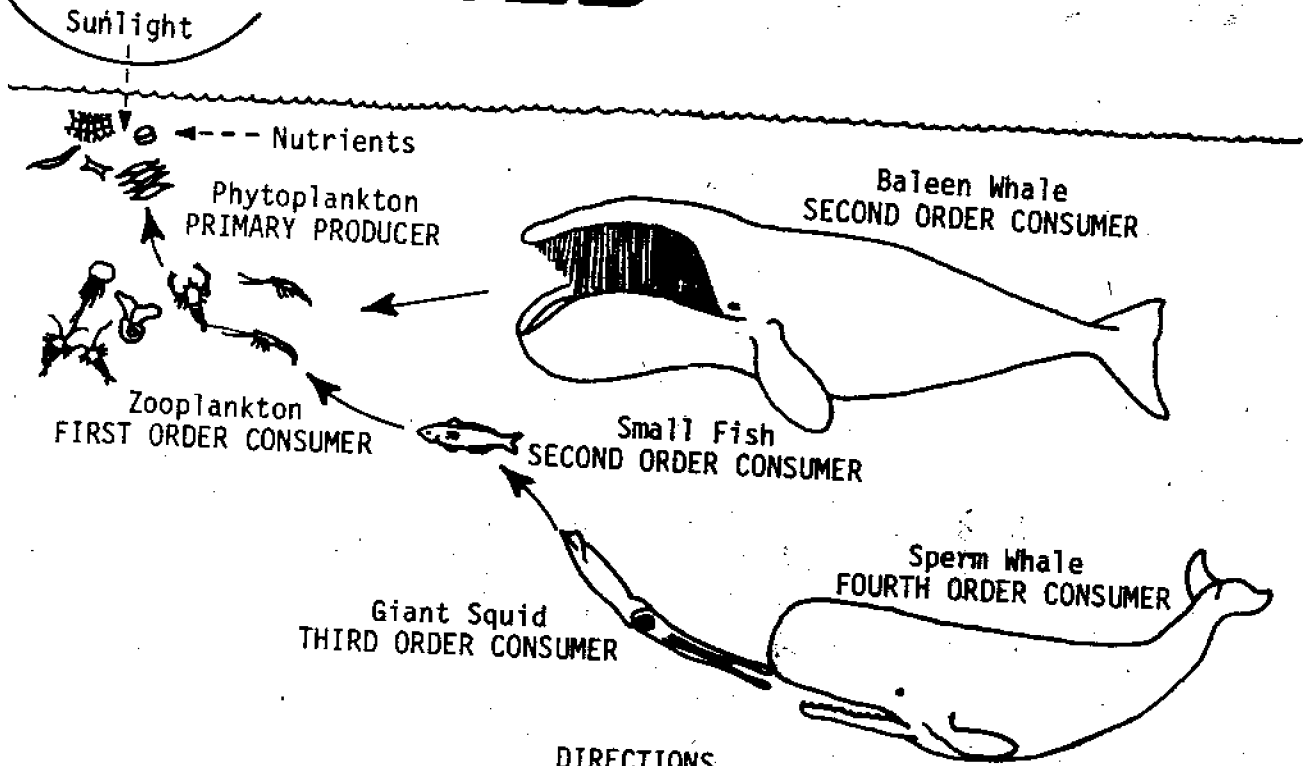 Sunlight
Nutrients
Phytoplankton
PRIMARY PRODUCER
Baleen Whale
SECOND ORDER CONSUMER
Zooplankton
FIRST ORDER CONSUMER
Small Fish
SECOND ORDER CONSUMER
Sperm Whale
FOURTH ORDER CONSUMER
Giant Squid
THIRD ORDER CONSUMER
DIRECTIONS